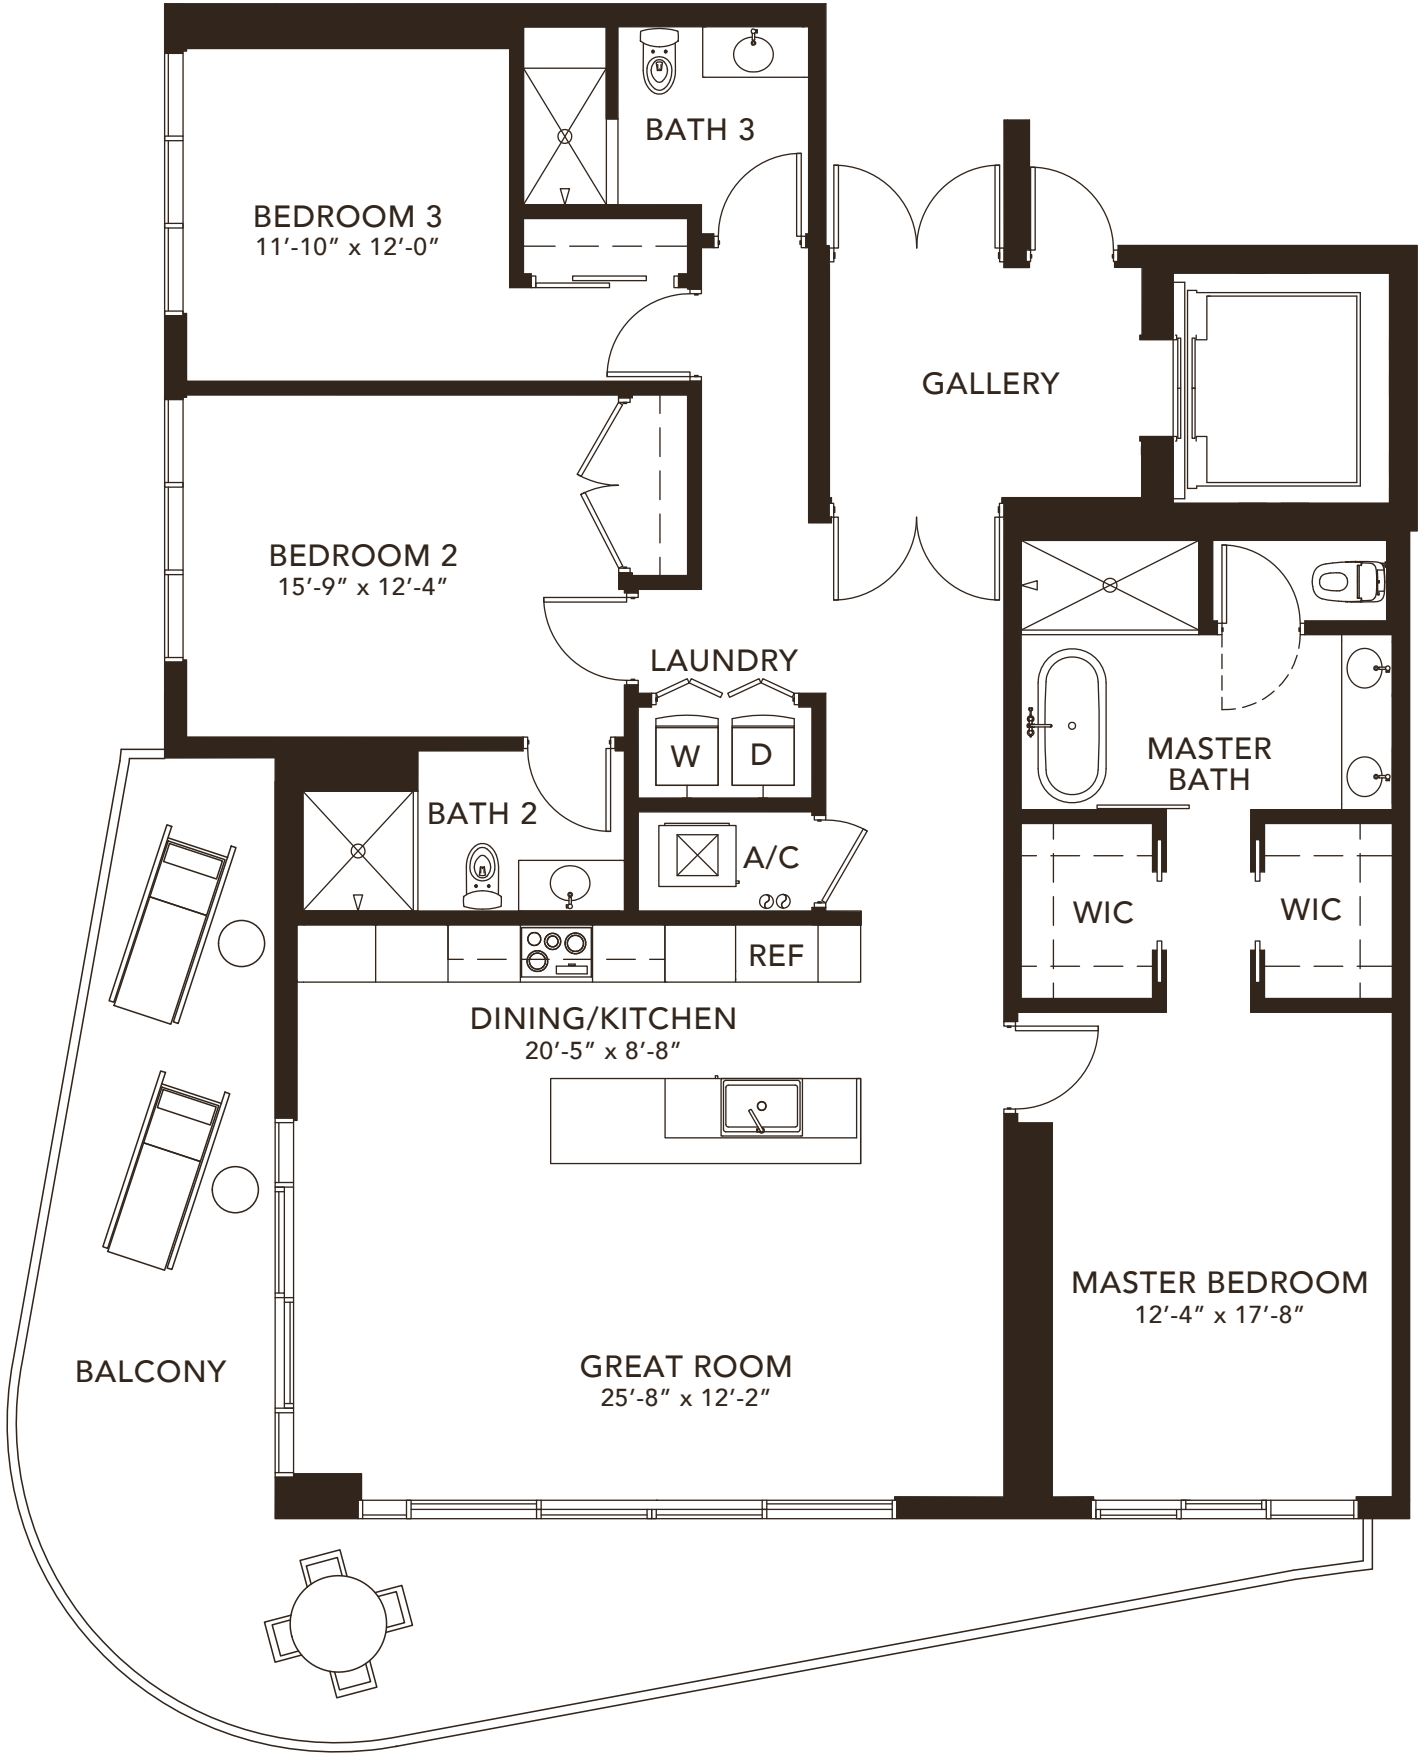 BATH 3
BEDROOM 3
11’-10” x 12’-0”
GALLERY
BEDROOM 2
15’-9” x 12’-4”
LAUNDRY
W
D
MASTER
BATH
BATH 2
A/C
WIC
WIC
REF
DINING/KITCHEN
20’-5” x 8’-8”
MASTER BEDROOM
12’-4” x 17’-8”
BALCONY
GREAT ROOM
25’-8” x 12’-2”